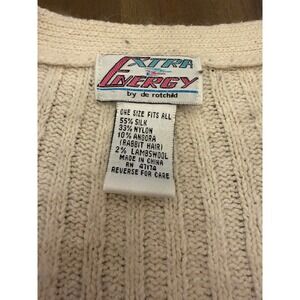 EXTRA
ENERGY
by de rotchild
ONE SIZE FITS ALL
55% SILK
33% NYLON
10% ANGORA
(RABBIT HAIR)
2% LAMBSWOOL
MADE IN CHINA
RN 41174
REVERSE FOR CARE